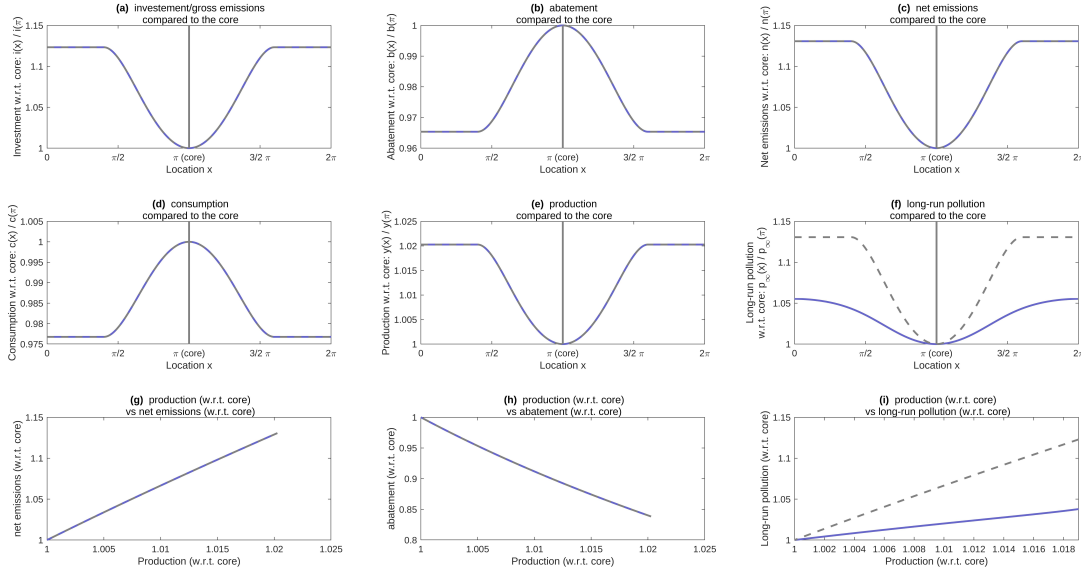 (a) investement/gross emissions
compared to the core
Investment w.r.t. core: i(x) / i(π)
1.15
1.1
1.05
1
0
π/2
π (core)
3/2 π
2π
Location x
(b) abatement
compared to the core
Abatement w.r.t. core: b(x) / b(π)
1
0.99
0.98
0.97
0.96
0
π/2
π (core)
3/2 π
2π
Location x
(c) net emissions
compared to the core
Net emissions w.r.t. core: n(x) / n(π)
1.15
1.1
1.05
1
0
π/2
π (core)
3/2 π
2π
Location x
(d) consumption
compared to the core
Consumption w.r.t. core: c(x) / c(π)
1.005
1
0.995
0.99
0.985
0.98
0.975
0
π/2
π (core)
3/2 π
2π
Location x
(e) production
compared to the core
Production w.r.t. core: y(x) / y(π)
1.025
1.02
1.015
1.01
1.005
1
0
π/2
π (core)
3/2 π
2π
Location x
(f) long-run pollution
compared to the core
Long-run pollution
w.r.t. core: p∞(x) / p∞(π)
1.15
1.1
1.05
1
0
π/2
π (core)
3/2 π
2π
Location x
(g) production (w.r.t. core)
vs net emissions (w.r.t. core)
net emissions (w.r.t. core)
1.15
1.1
1.05
1
1
1.005
1.01
1.015
1.02
1.025
Production (w.r.t. core)
(h) production (w.r.t. core)
vs abatement (w.r.t. core)
abatement (w.r.t. core)
1
0.95
0.9
0.85
0.8
1
1.005
1.01
1.015
1.02
1.025
Production (w.r.t. core)
(i) production (w.r.t. core)
vs long-run pollution (w.r.t. core)
Long-run pollution (w.r.t. core)
1.15
1.1
1.05
1
1
1.002
1.004
1.006
1.008
1.01
1.012
1.014
1.016
1.018
Production (w.r.t. core)